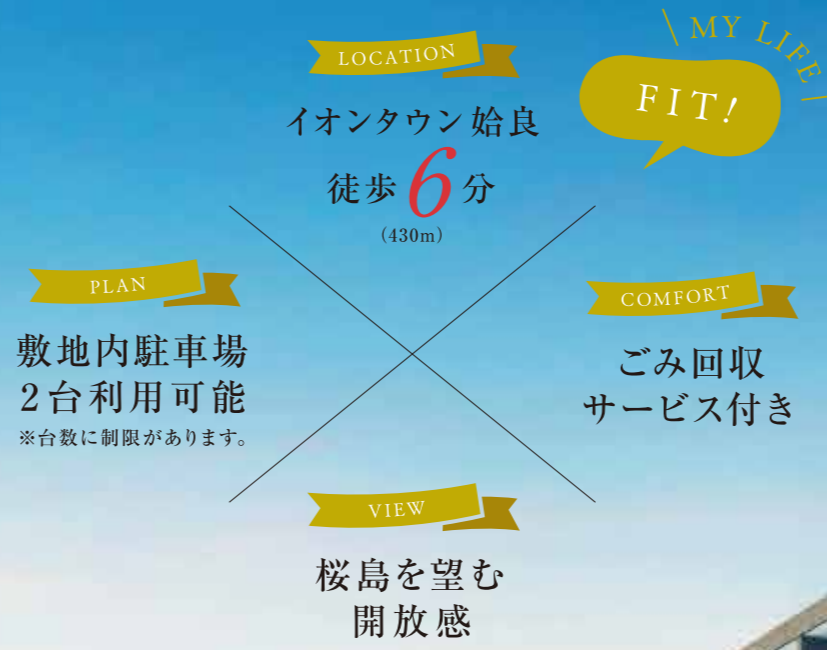 MY LIFE
FIT!
LOCATION
イオンタウン姶良
徒歩6分
(430m)
PLAN
敷地内駐車場
2台利用可能
※台数に制限があります。
COMFORT
ごみ回収
サービス付き
VIEW
桜島を望む
開放感